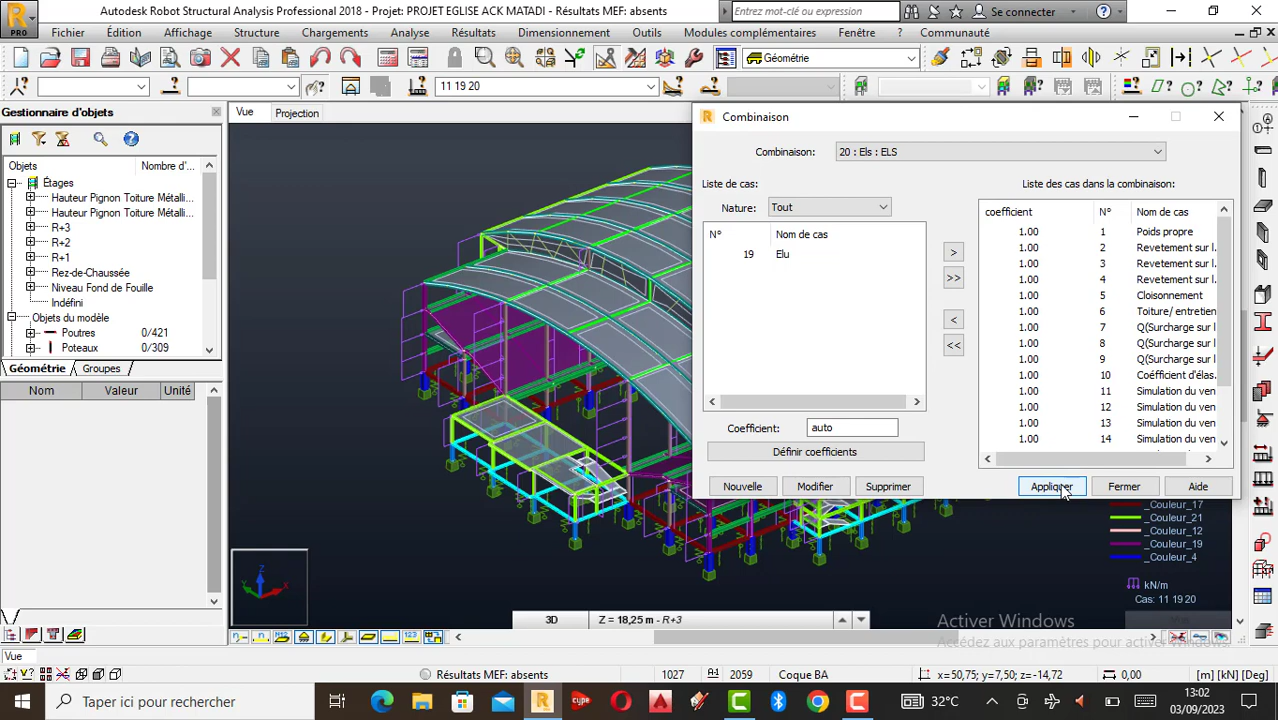 Autodesk Robot Structural Analysis Professional 2018 - Projet: PROJET EGLISE ACK MATADI - Résultats MEF: absents
Entrez mot-clé ou expression
Se connecter
PRO
Fichier Édition Affichage Structure Chargements Analyse Résultats Dimensionnement Outils Modules complémentaires Fenêtre ? Communauté
Géométrie
11 19 20
Gestionnaire d'objets
Objets Nombre d'...
Étages
Hauteur Pignon Toiture Métalli...
Hauteur Pignon Toiture Métalli...
R+3
R+2
R+1
Rez-de-Chaussée
Niveau Fond de Fouille
Indéfini
Objets du modèle
Poutres 0/421
Poteaux 0/309
Géométrie Groupes
Nom Valeur Unité
Vue Projection
Combinaison
Combinaison: 20 : Els : ELS
Liste de cas:
Nature: Tout
N° Nom de cas
19 Elu
Coefficient: auto
Définir coefficients
Nouvelle Modifier Supprimer
Liste des cas dans la combinaison:
coefficient N° Nom de cas
1.00 1 Poids propre
1.00 2 Revetement sur l.
1.00 3 Revetement sur l.
1.00 4 Revetement sur l.
1.00 5 Cloisonnement
1.00 6 Toiture/ entretien
1.00 7 Q(Surcharge sur l
1.00 8 Q(Surcharge sur l
1.00 9 Q(Surcharge sur l
1.00 10 Coéfficient d'élas.
1.00 11 Simulation du ven
1.00 12 Simulation du ven
1.00 13 Simulation du ven
1.00 14 Simulation du ven
Appliquer Fermer Aide
_Couleur_17
_Couleur_21
_Couleur_12
_Couleur_19
_Couleur_4
kN/m
Cas: 11 19 20
Z
Y
X
3D Z = 18,25 m - R+3
Activer Windows
Accédez aux paramètres pour activer Windows.
Vue
Résultats MEF: absents 1027 2059 Coque BA x=50,75; y=7,50; z=-14,72 0,00 [m] [kN] [Deg]
Taper ici pour rechercher
cype
32°C
13:02
03/09/2023